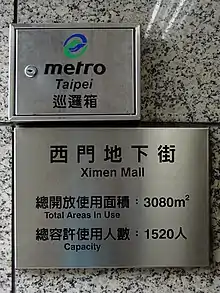 metro
Taipei
巡邏箱
西門地下街
Ximen Mall
總開放使用面積：3080m²
Total Areas In Use
總容許使用人數：1520人
Capacity